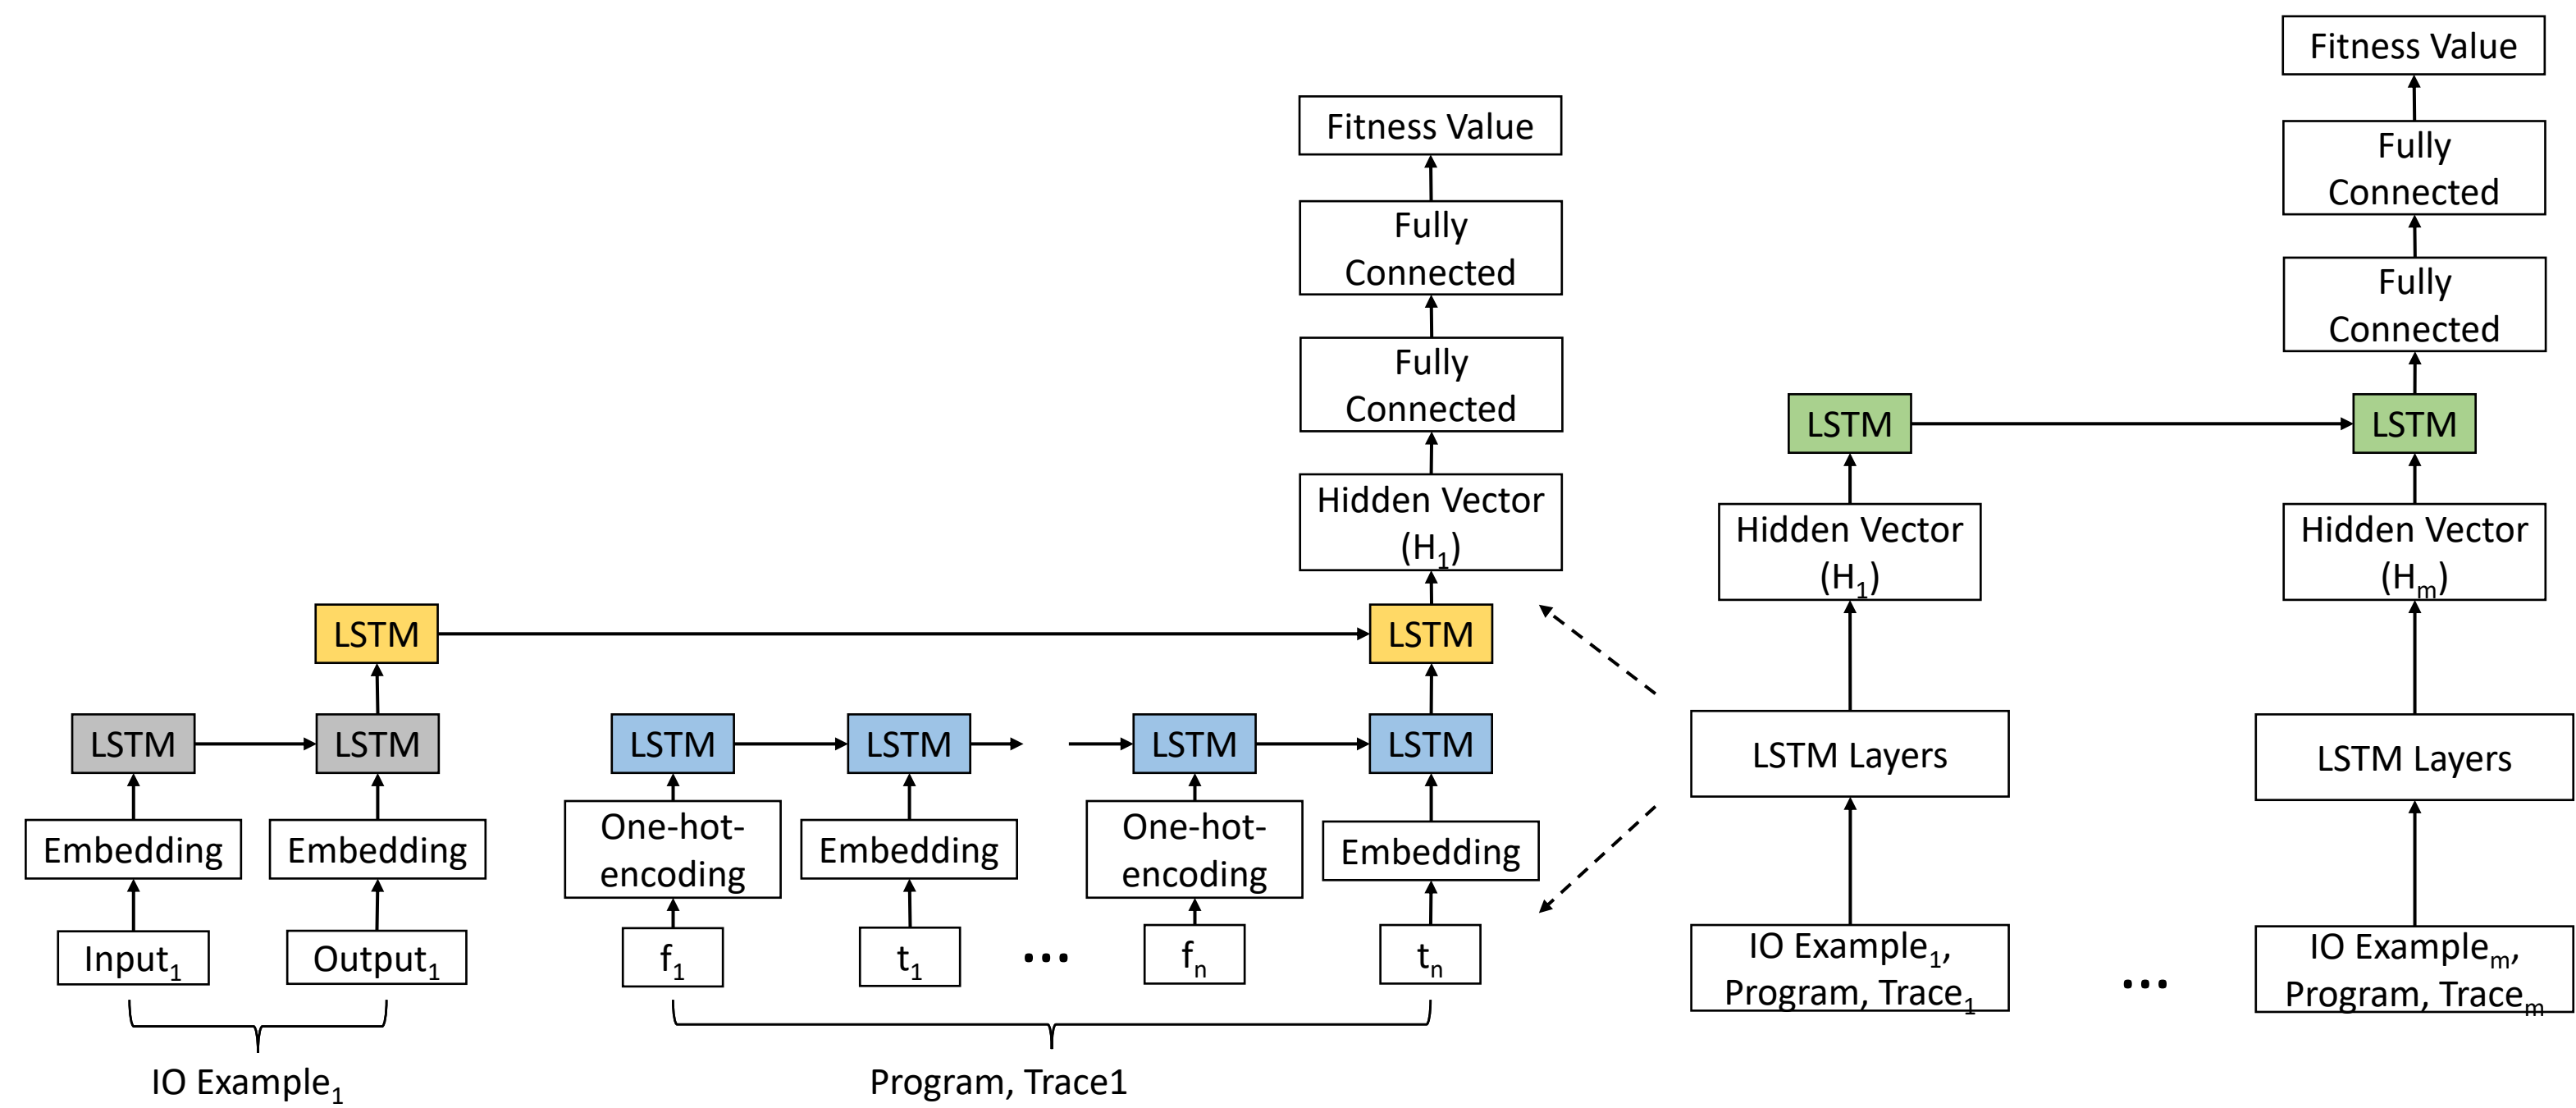 Fitness Value
Fully
Connected
Fully
Connected
Hidden Vector
(H₁)
LSTM
LSTM
LSTM
LSTM
LSTM
LSTM
LSTM
LSTM
Embedding
Embedding
One-hot-
encoding
Embedding
One-hot-
encoding
Embedding
Input₁
Output₁
f₁
t₁
...
fₙ
tₙ
IO Example₁
Program, Trace1
Fitness Value
Fully
Connected
Fully
Connected
LSTM
LSTM
Hidden Vector
(H₁)
Hidden Vector
(Hₘ)
LSTM Layers
LSTM Layers
IO Example₁,
Program, Trace₁
...
IO Exampleₘ,
Program, Traceₘ